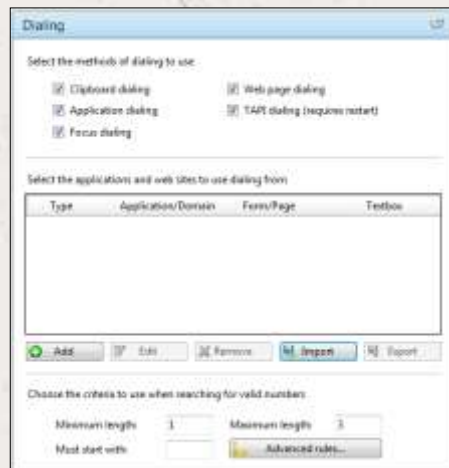 Dialing
Select the methods of dialing to use
Clipboard dialing Web page dialing
Application dialing TAPI dialing (requires restart)
Focus dialing
Select the applications and web sites to use dialing from
Type Application/Domain Form/Page Textbox
Add Edit Remove Import Export
Choose the criteria to use when searching for valid numbers
Minimum length 1 Maximum length 3
Must start with Advanced rules...